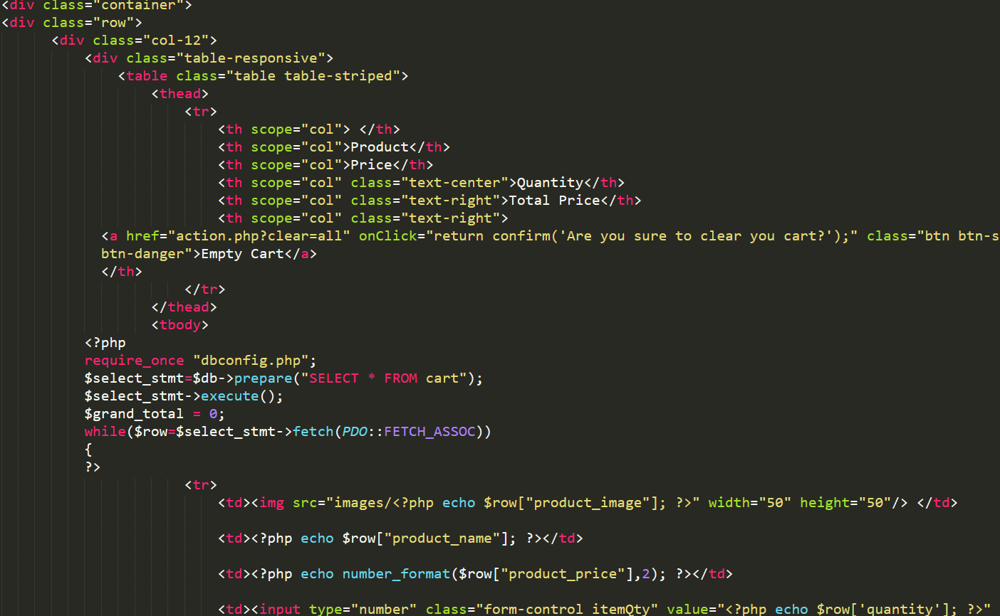 <div class="container">
<div class="row">
<div class="col-12">
<div class="table-responsive">
<table class="table table-striped">
<thead>
<tr>
<th scope="col"> </th>
<th scope="col">Product</th>
<th scope="col">Price</th>
<th scope="col" class="text-center">Quantity</th>
<th scope="col" class="text-right">Total Price</th>
<th scope="col" class="text-right">
<a href="action.php?clear=all" onClick="return confirm('Are you sure to clear you cart?');" class="btn btn-s
btn-danger">Empty Cart</a>
</th>
</tr>
</thead>
<tbody>
<?php
require_once "dbconfig.php";
$select_stmt=$db->prepare("SELECT * FROM cart");
$select_stmt->execute();
$grand_total = 0;
while($row=$select_stmt->fetch(PDO::FETCH_ASSOC))
{
?>
<tr>
<td><img src="images/<?php echo $row["product_image"]; ?>" width="50" height="50"/> </td>
<td><?php echo $row["product_name"]; ?></td>
<td><?php echo number_format($row["product_price"],2); ?></td>
<td><input type="number" class="form-control itemQty" value="<?php echo $row['quantity']; ?>"